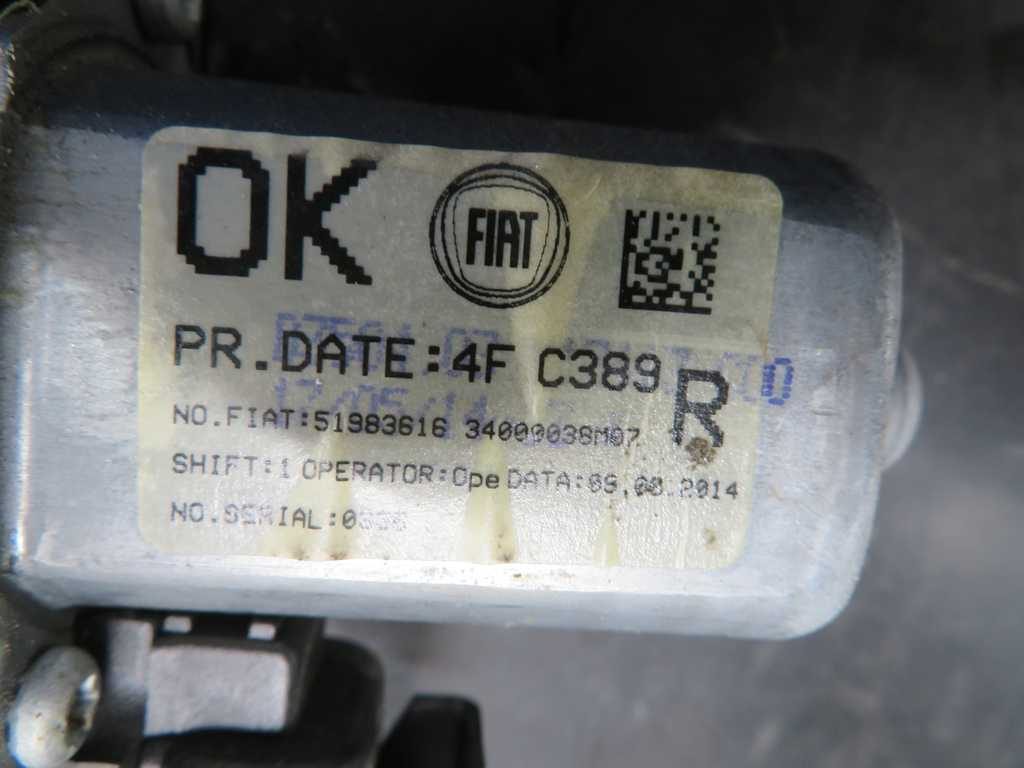 OK FIAT
PR.DATE:4F C389 R
NO.FIAT:51983616 34000038M07
SHIFT:1 OPERATOR:Ope DATA:09.08.2014
NO.SERIAL: